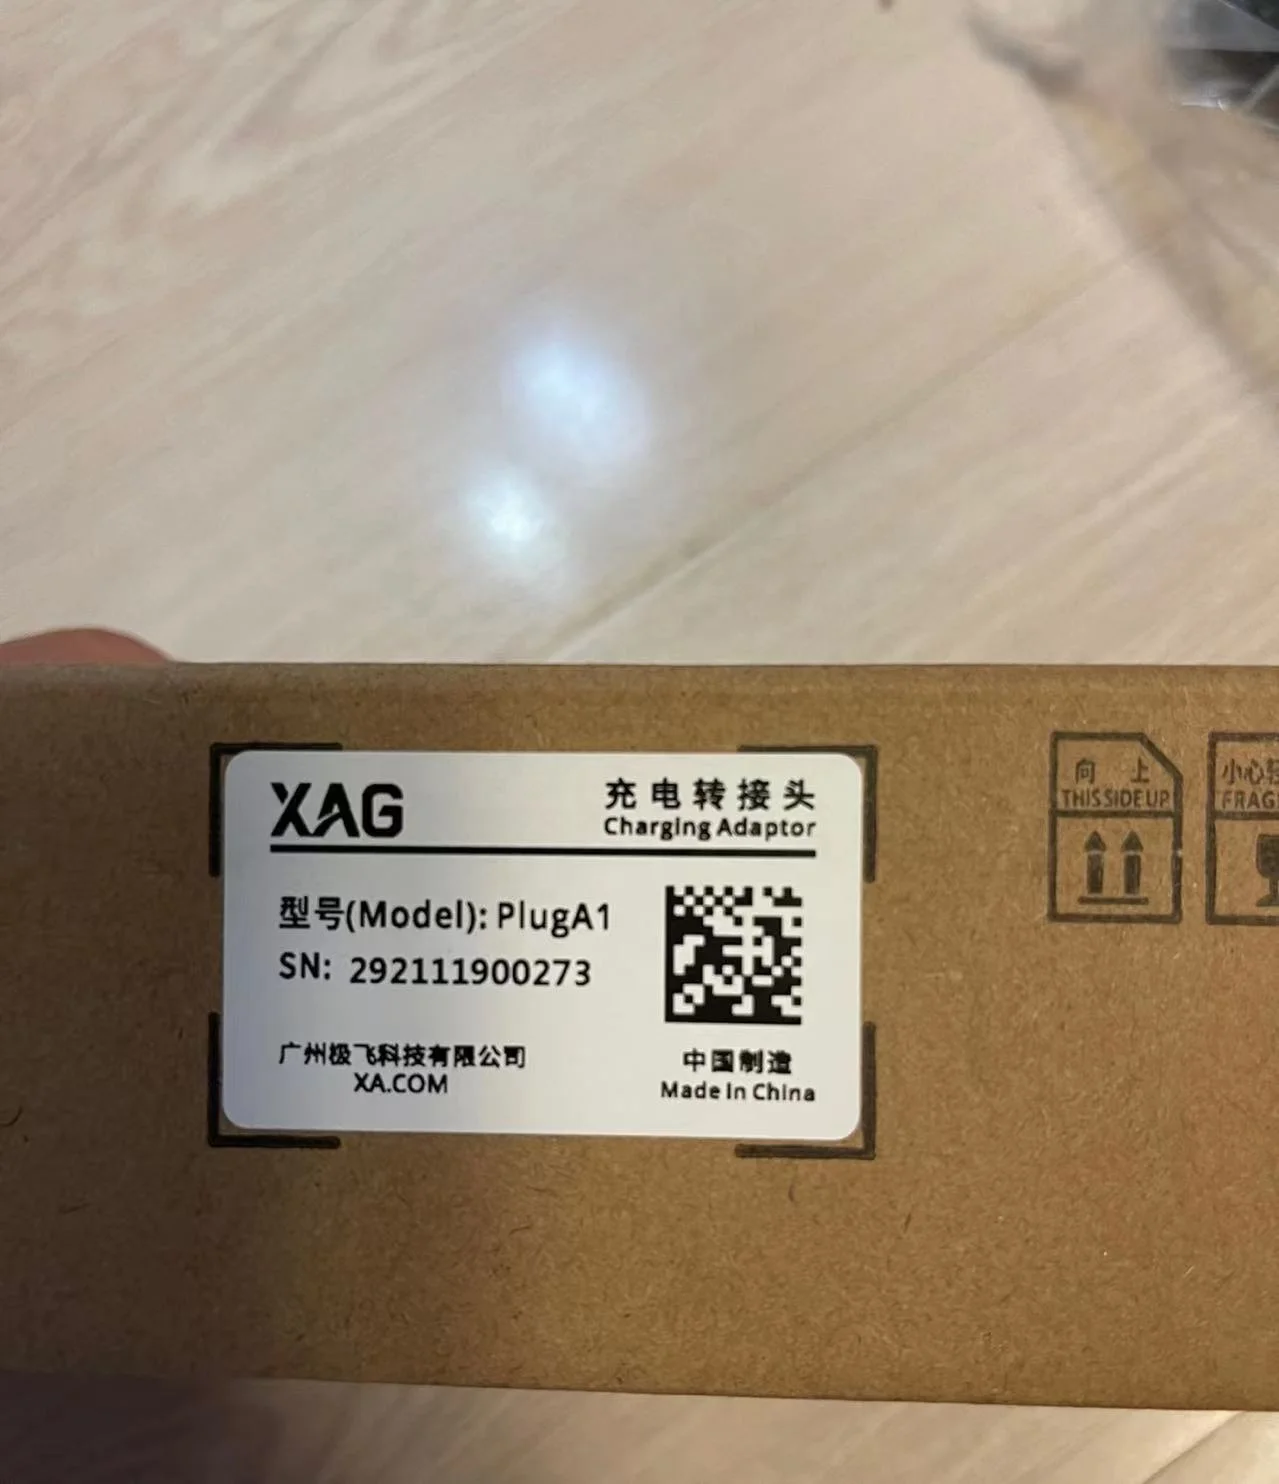 XAG
充电转接头
Charging Adaptor
型号(Model): PlugA1
SN: 292111900273
广州极飞科技有限公司
XA.COM
中国制造
Made In China
向 上
THIS SIDE UP
小心